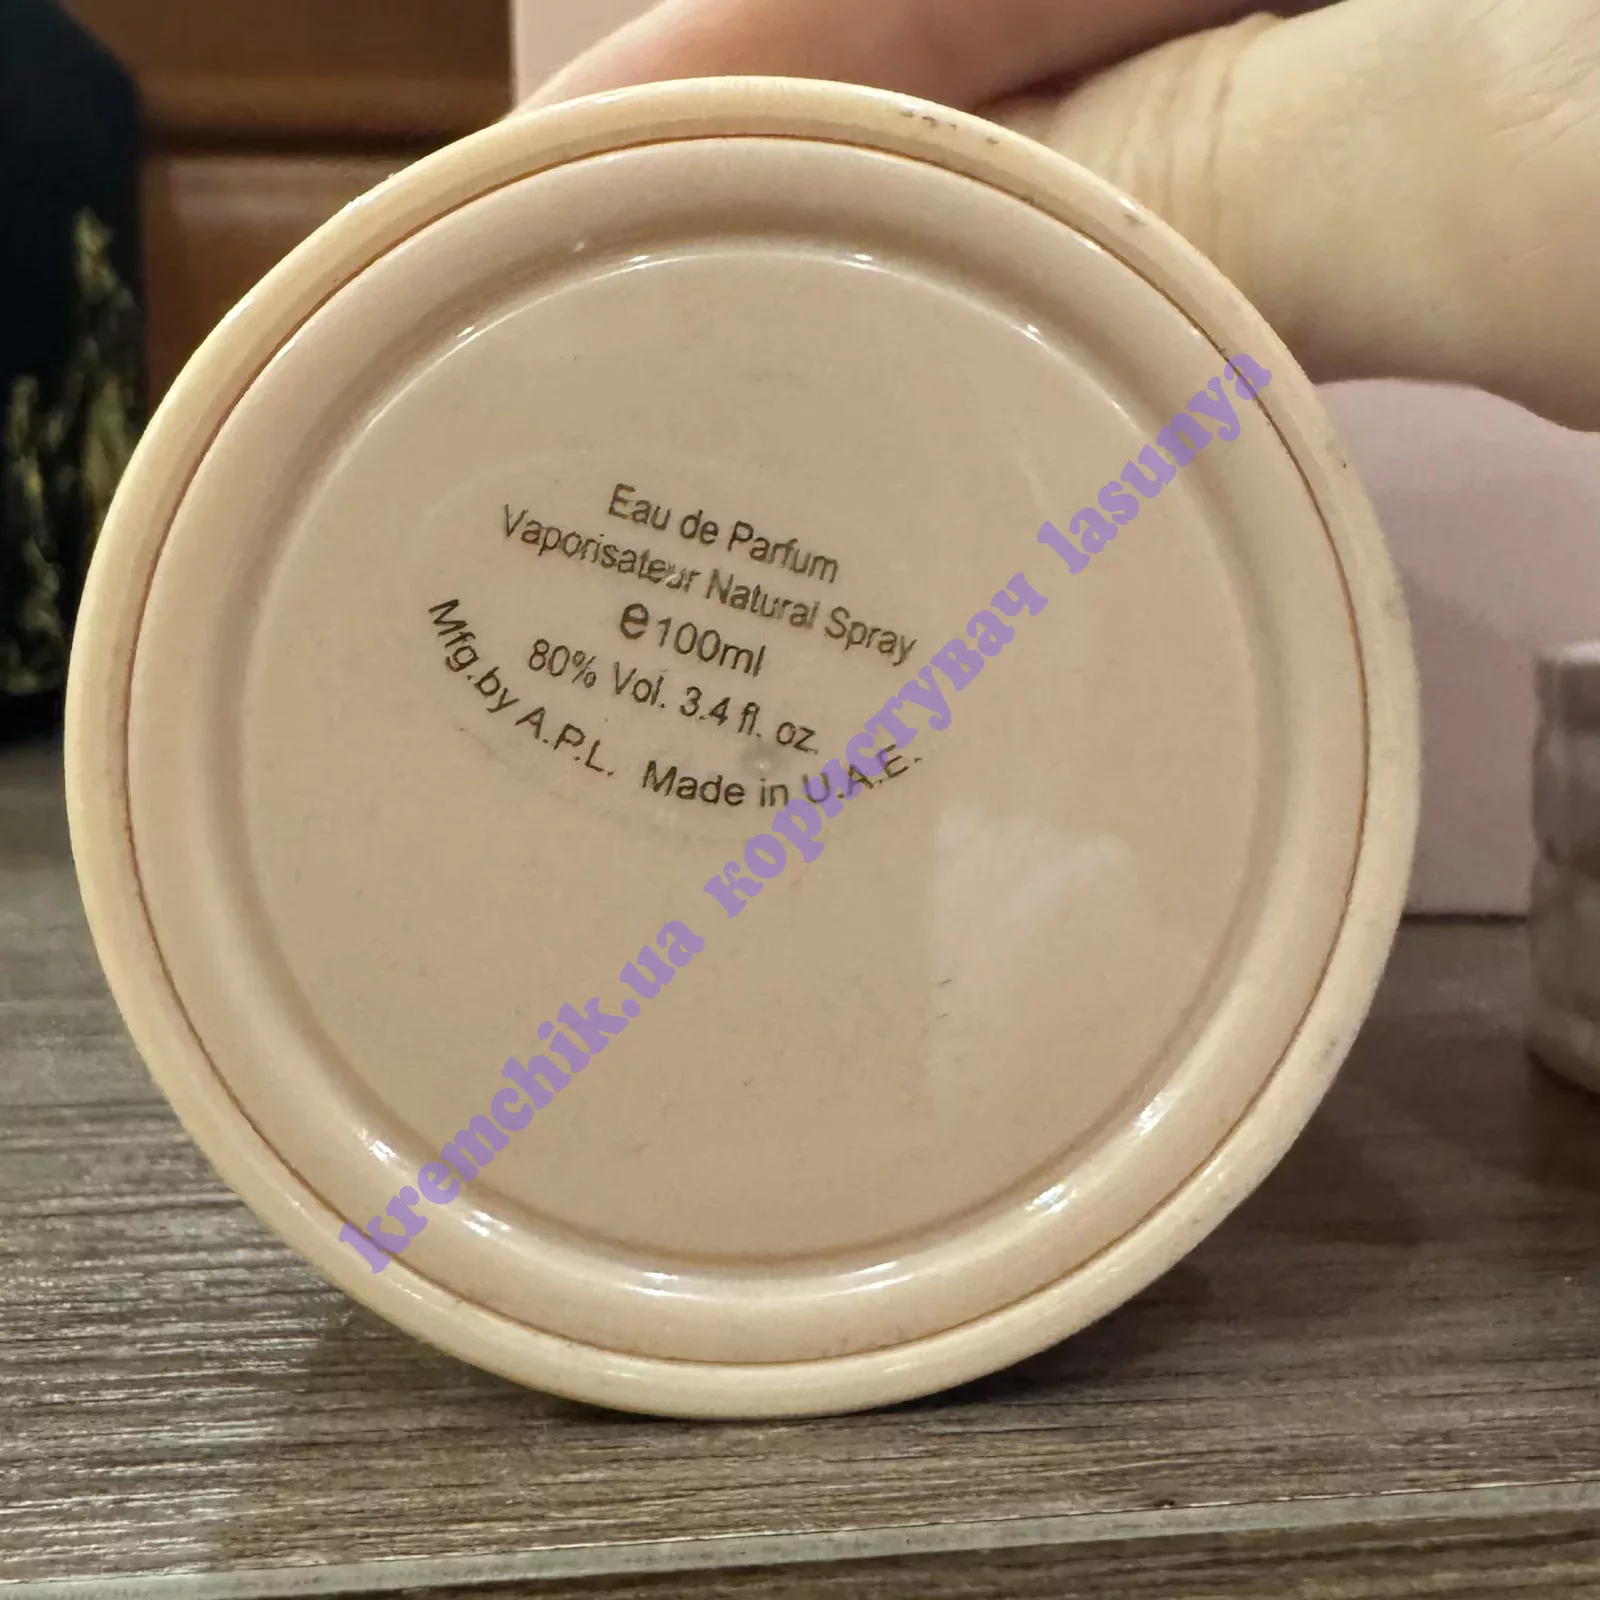 Eau de Parfum
Vaporisateur Natural Spray
e 100ml
80% Vol. 3.4 fl. oz.
Mfg.by A.P.L. Made in U.A.E.
kremchik.ua користувач lasunya